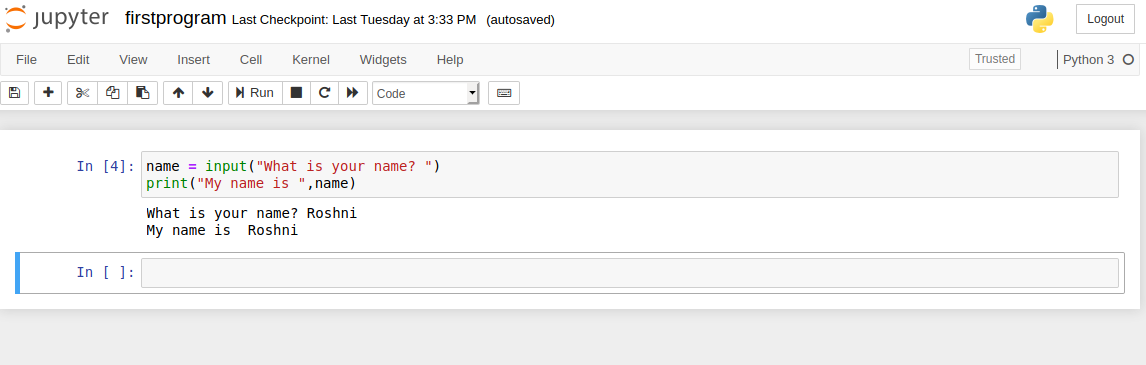 jupyter firstprogram Last Checkpoint: Last Tuesday at 3:33 PM (autosaved) Logout
File Edit View Insert Cell Kernel Widgets Help Trusted Python 3
Run Code
In [4]: name = input("What is your name? ")
print("My name is ",name)
What is your name? Roshni
My name is  Roshni
In [ ]: